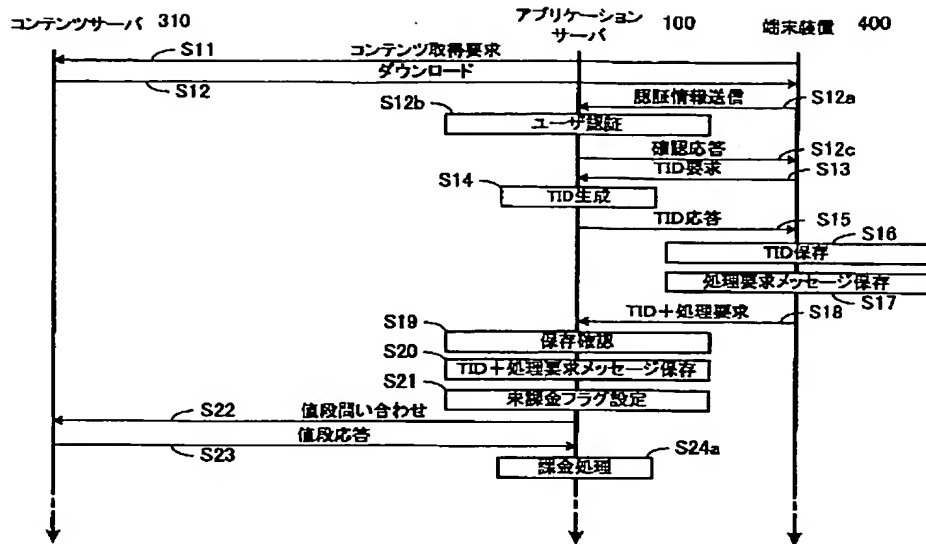 コンテンツサーバ 310
アプリケーション
サーバ
100
端末装置 400
S11
コンテンツ取得要求
ダウンロード
S12
認証情報送信
S12a
S12b
ユーザ認証
確認応答
S12c
TID要求
S13
S14
TID生成
TID応答
S15
S16
TID保存
処理要求メッセージ保存
S17
TID+処理要求
S18
S19
保存確認
S20
TID+処理要求メッセージ保存
S21
未課金フラグ設定
S22
値段問い合わせ
値段応答
S23
S24a
課金処理